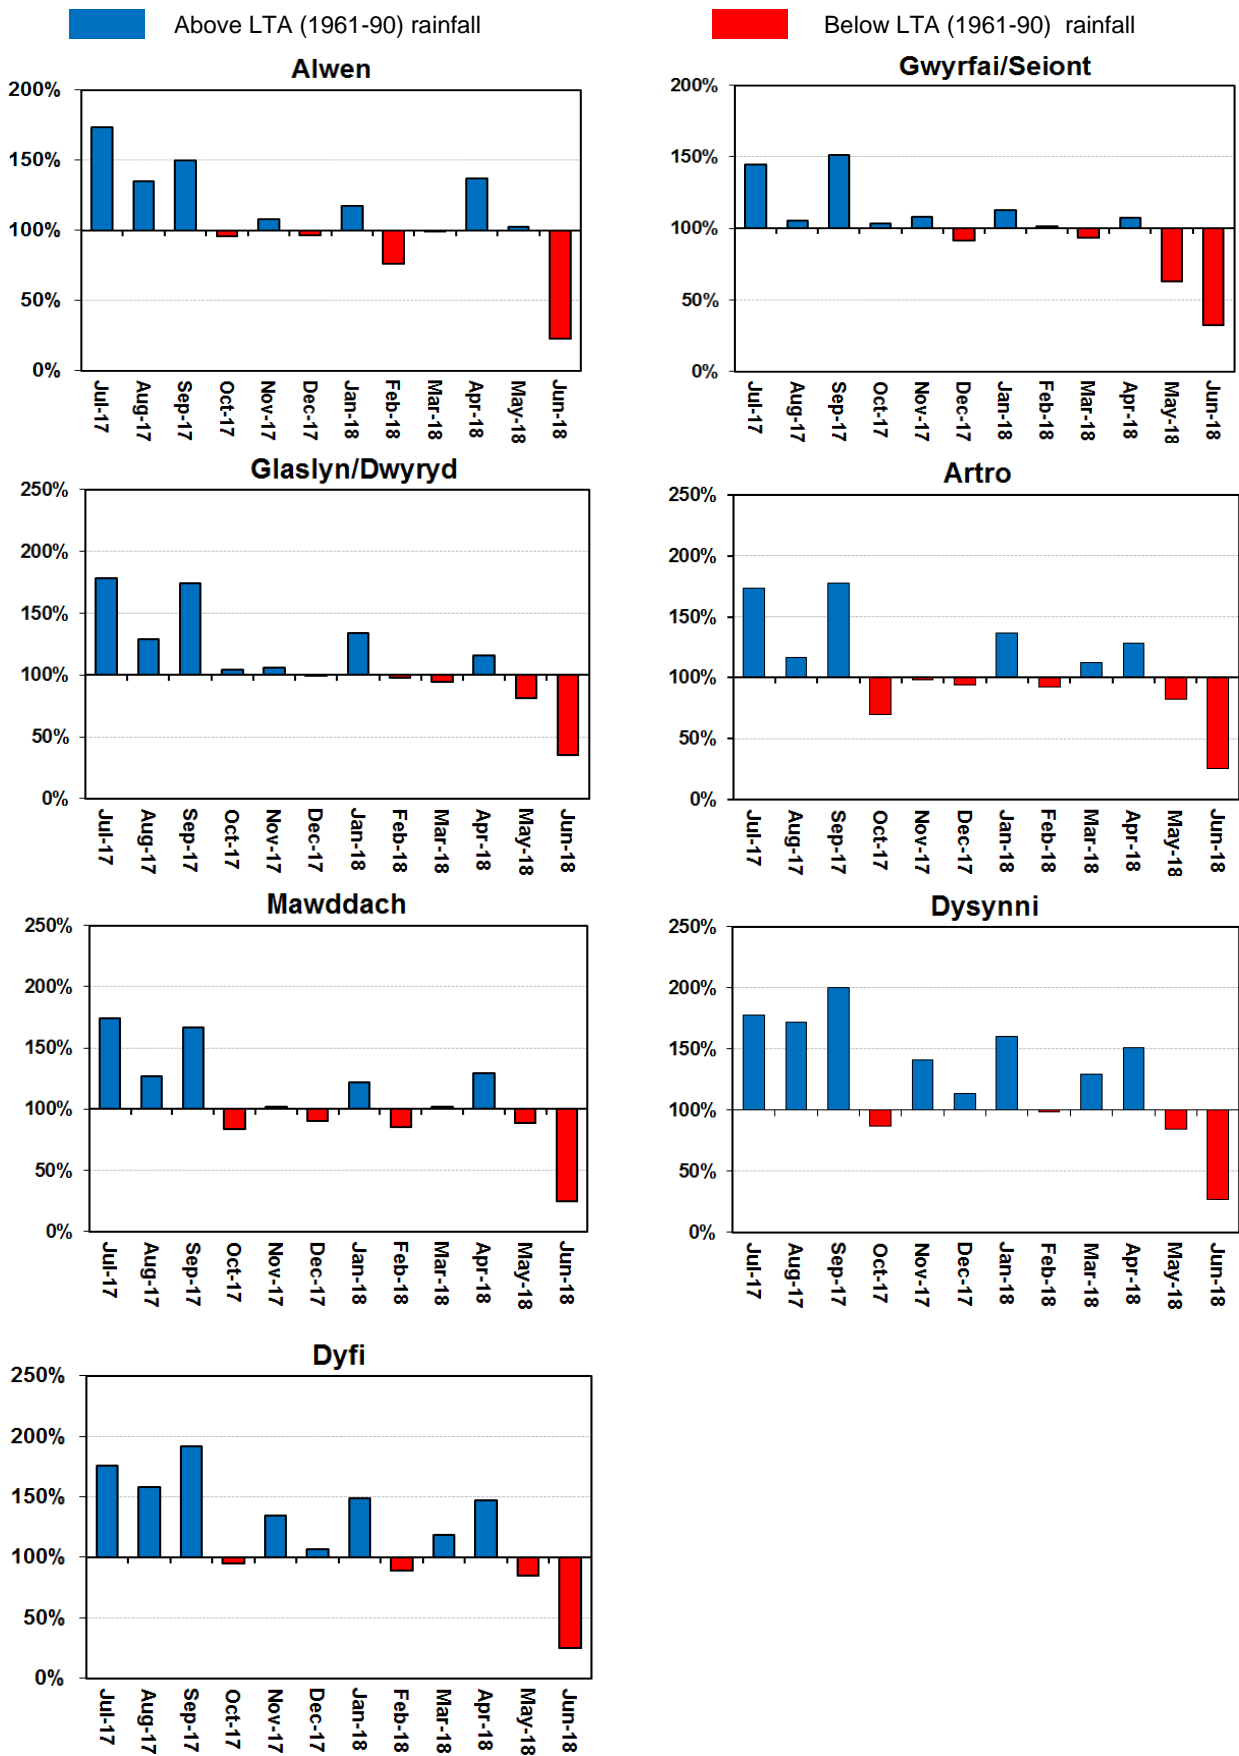 Above LTA (1961-90) rainfall
Below LTA (1961-90) rainfall
Alwen
200%
150%
100%
50%
0%
Jul-17
Aug-17
Sep-17
Oct-17
Nov-17
Dec-17
Jan-18
Feb-18
Mar-18
Apr-18
May-18
Jun-18
Gwyrfai/Seiont
200%
150%
100%
50%
0%
Jul-17
Aug-17
Sep-17
Oct-17
Nov-17
Dec-17
Jan-18
Feb-18
Mar-18
Apr-18
May-18
Jun-18
Glaslyn/Dwyryd
250%
200%
150%
100%
50%
0%
Jul-17
Aug-17
Sep-17
Oct-17
Nov-17
Dec-17
Jan-18
Feb-18
Mar-18
Apr-18
May-18
Jun-18
Artro
250%
200%
150%
100%
50%
0%
Jul-17
Aug-17
Sep-17
Oct-17
Nov-17
Dec-17
Jan-18
Feb-18
Mar-18
Apr-18
May-18
Jun-18
Mawddach
250%
200%
150%
100%
50%
0%
Jul-17
Aug-17
Sep-17
Oct-17
Nov-17
Dec-17
Jan-18
Feb-18
Mar-18
Apr-18
May-18
Jun-18
Dysynni
250%
200%
150%
100%
50%
0%
Jul-17
Aug-17
Sep-17
Oct-17
Nov-17
Dec-17
Jan-18
Feb-18
Mar-18
Apr-18
May-18
Jun-18
Dyfi
250%
200%
150%
100%
50%
0%
Jul-17
Aug-17
Sep-17
Oct-17
Nov-17
Dec-17
Jan-18
Feb-18
Mar-18
Apr-18
May-18
Jun-18